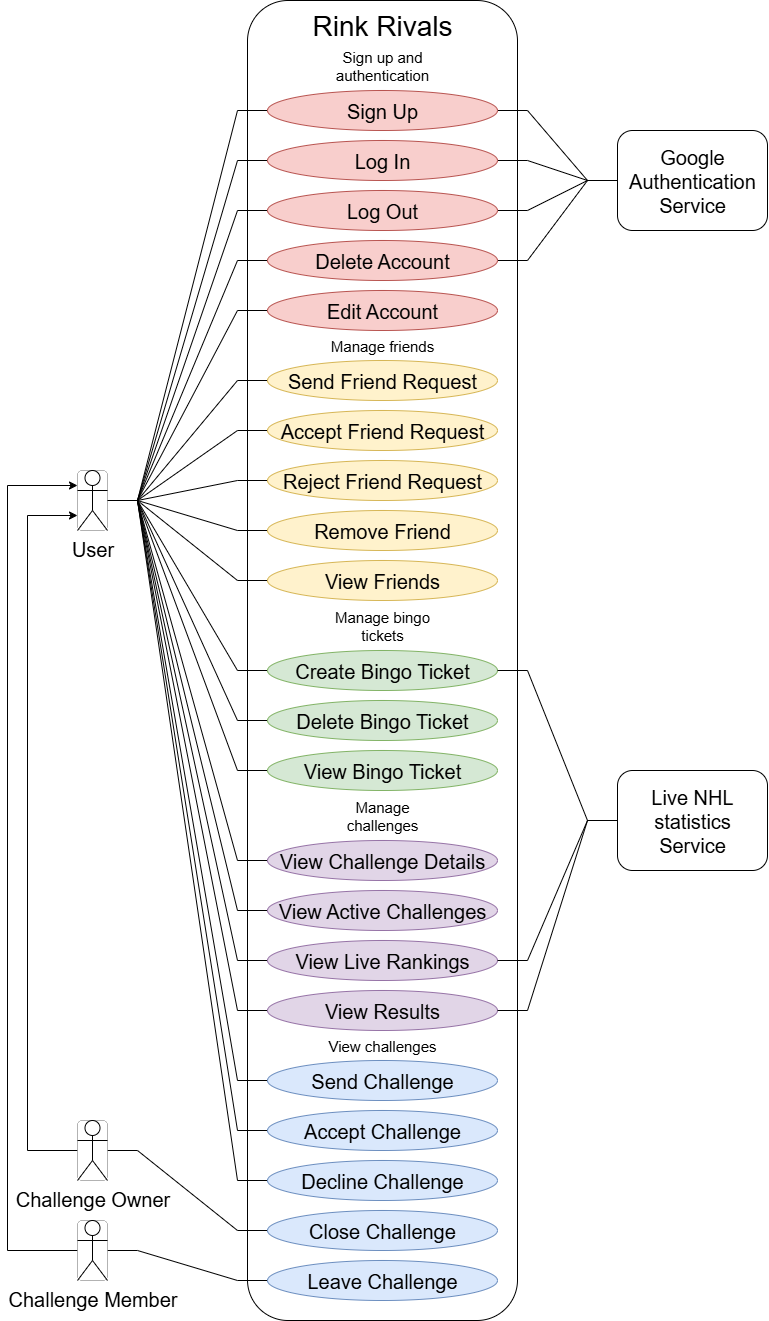 Rink Rivals
Sign up and
authentication
Sign Up
Log In
Log Out
Delete Account
Edit Account
Google
Authentication
Service
Manage friends
Send Friend Request
Accept Friend Request
Reject Friend Request
Remove Friend
View Friends
User
Manage bingo
tickets
Create Bingo Ticket
Delete Bingo Ticket
View Bingo Ticket
Live NHL
statistics
Service
Manage
challenges
View Challenge Details
View Active Challenges
View Live Rankings
View Results
View challenges
Send Challenge
Accept Challenge
Decline Challenge
Close Challenge
Leave Challenge
Challenge Owner
Challenge Member